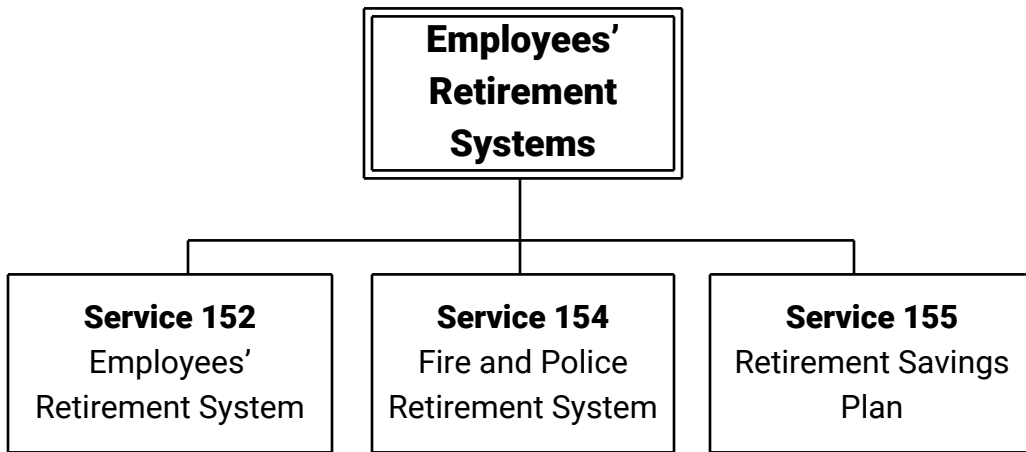 Employees’
Retirement
Systems
Service 152
Employees’
Retirement System
Service 154
Fire and Police
Retirement System
Service 155
Retirement Savings
Plan